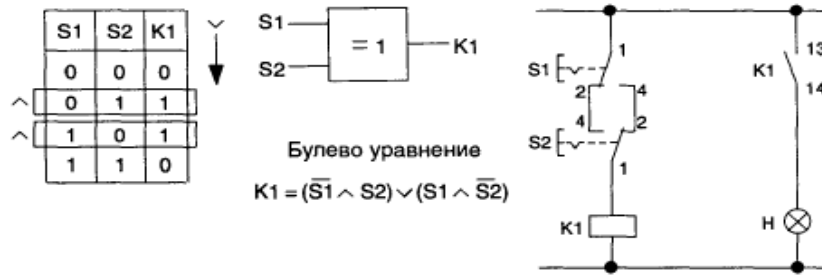 S1 S2 K1
0 0 0
0 1 1
1 0 1
1 1 0
S1
S2
= 1
K1
Булево уравнение
K1 = (S̅1̅ ∧ S2) ∨ (S1 ∧ S̅2̅)
S1
1
2 4
4 2
S2
1
K1
13
K1
14
H